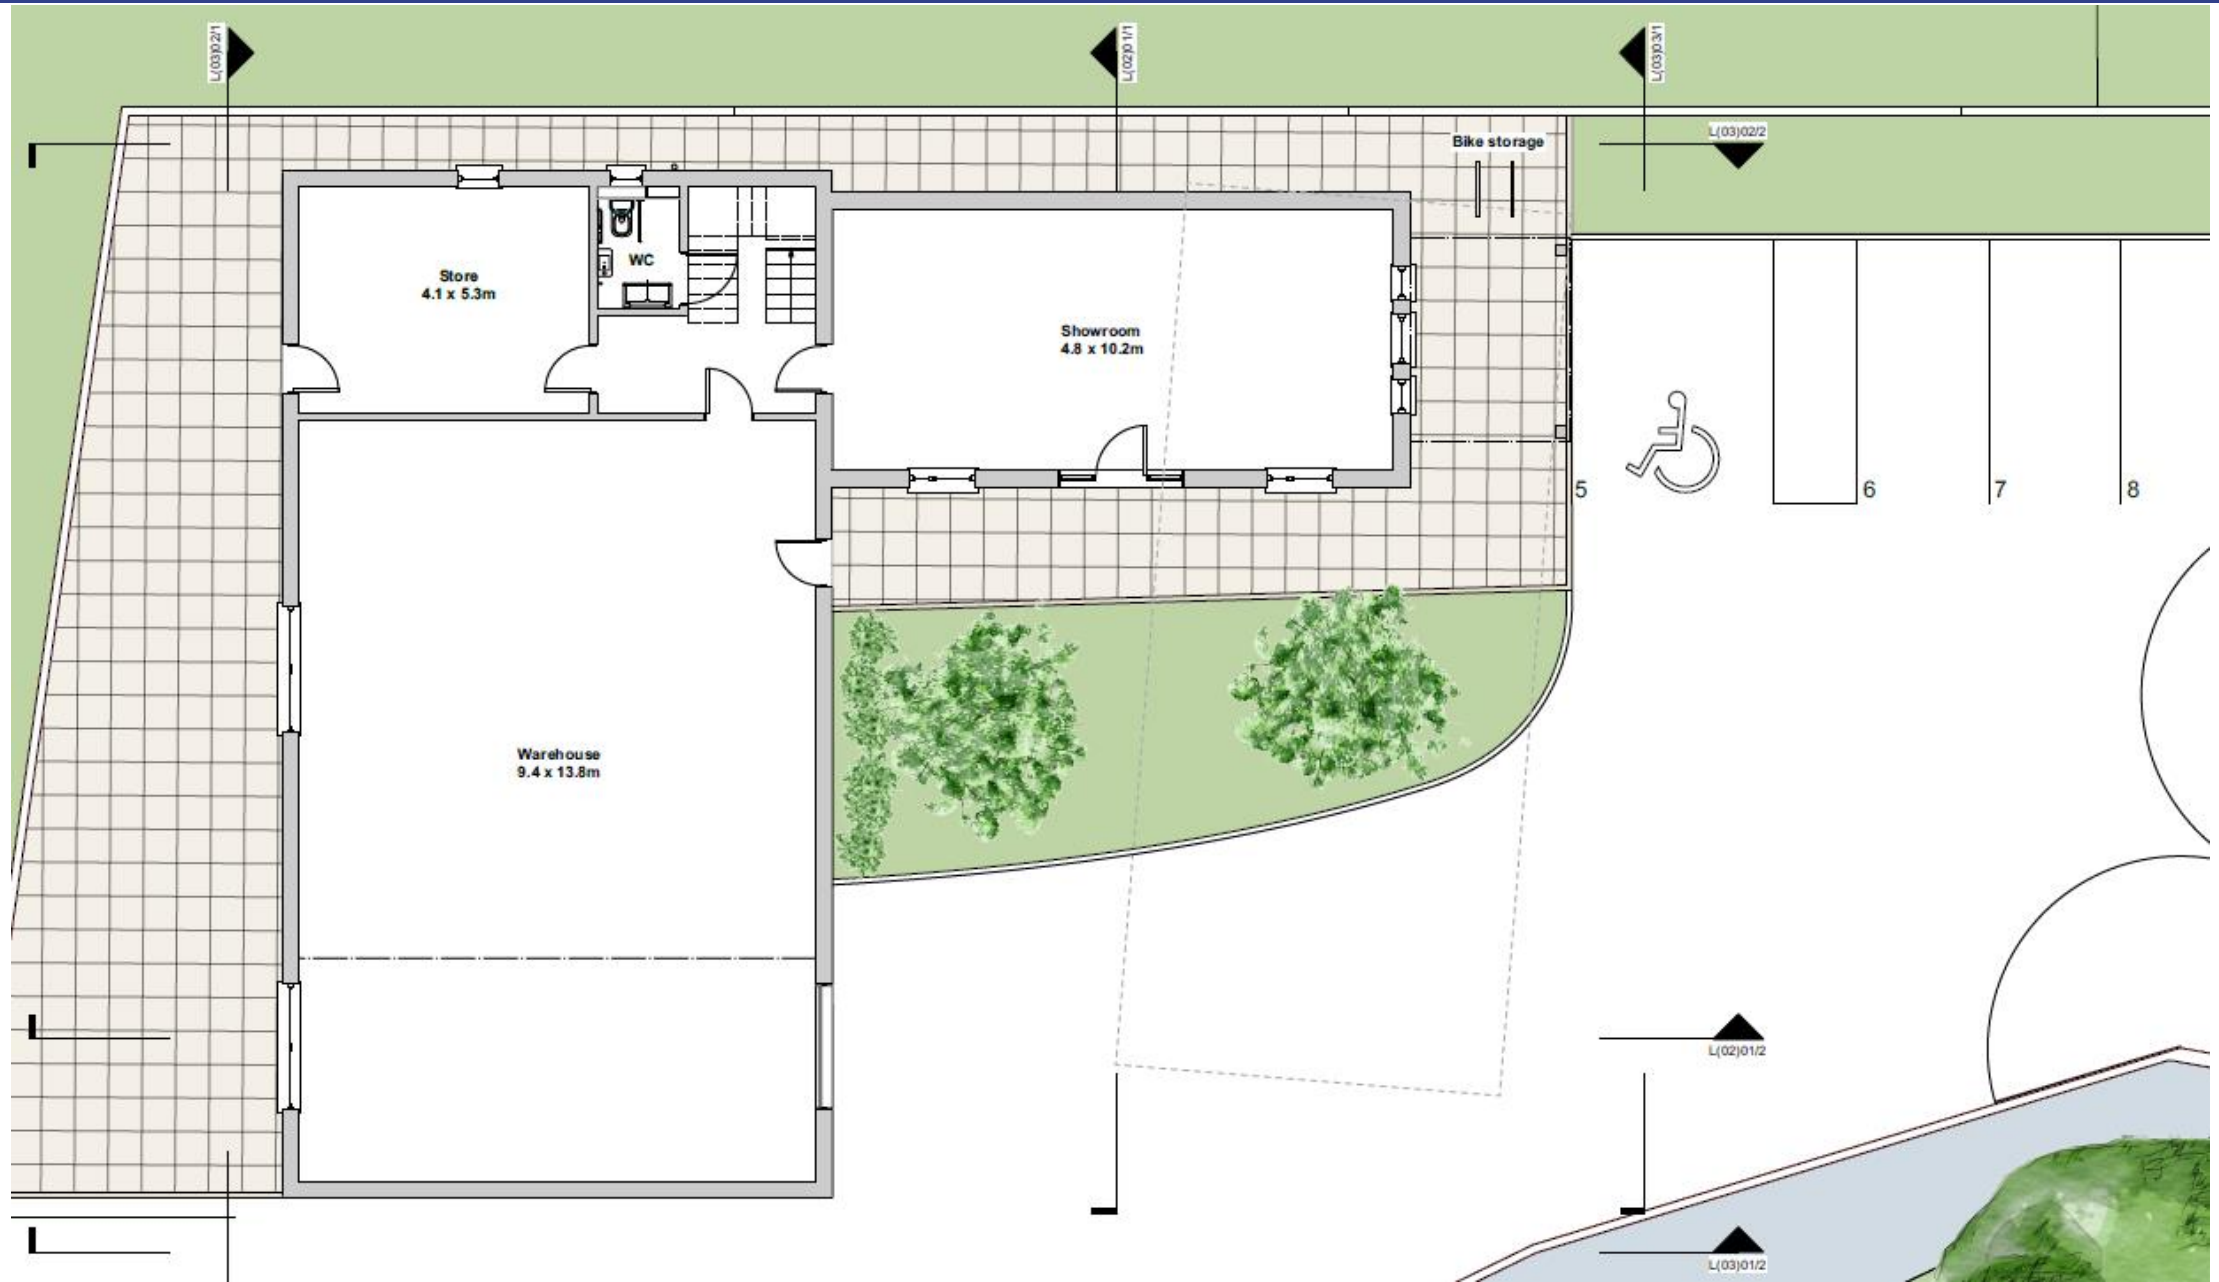 L(03)02/1
L(02)01/1
L(03)03/1
L(03)02/2
Bike storage
WC
Store
4.1 x 5.3m
Showroom
4.8 x 10.2m
5
6
7
8
Warehouse
9.4 x 13.8m
L(02)01/2
L(03)01/2